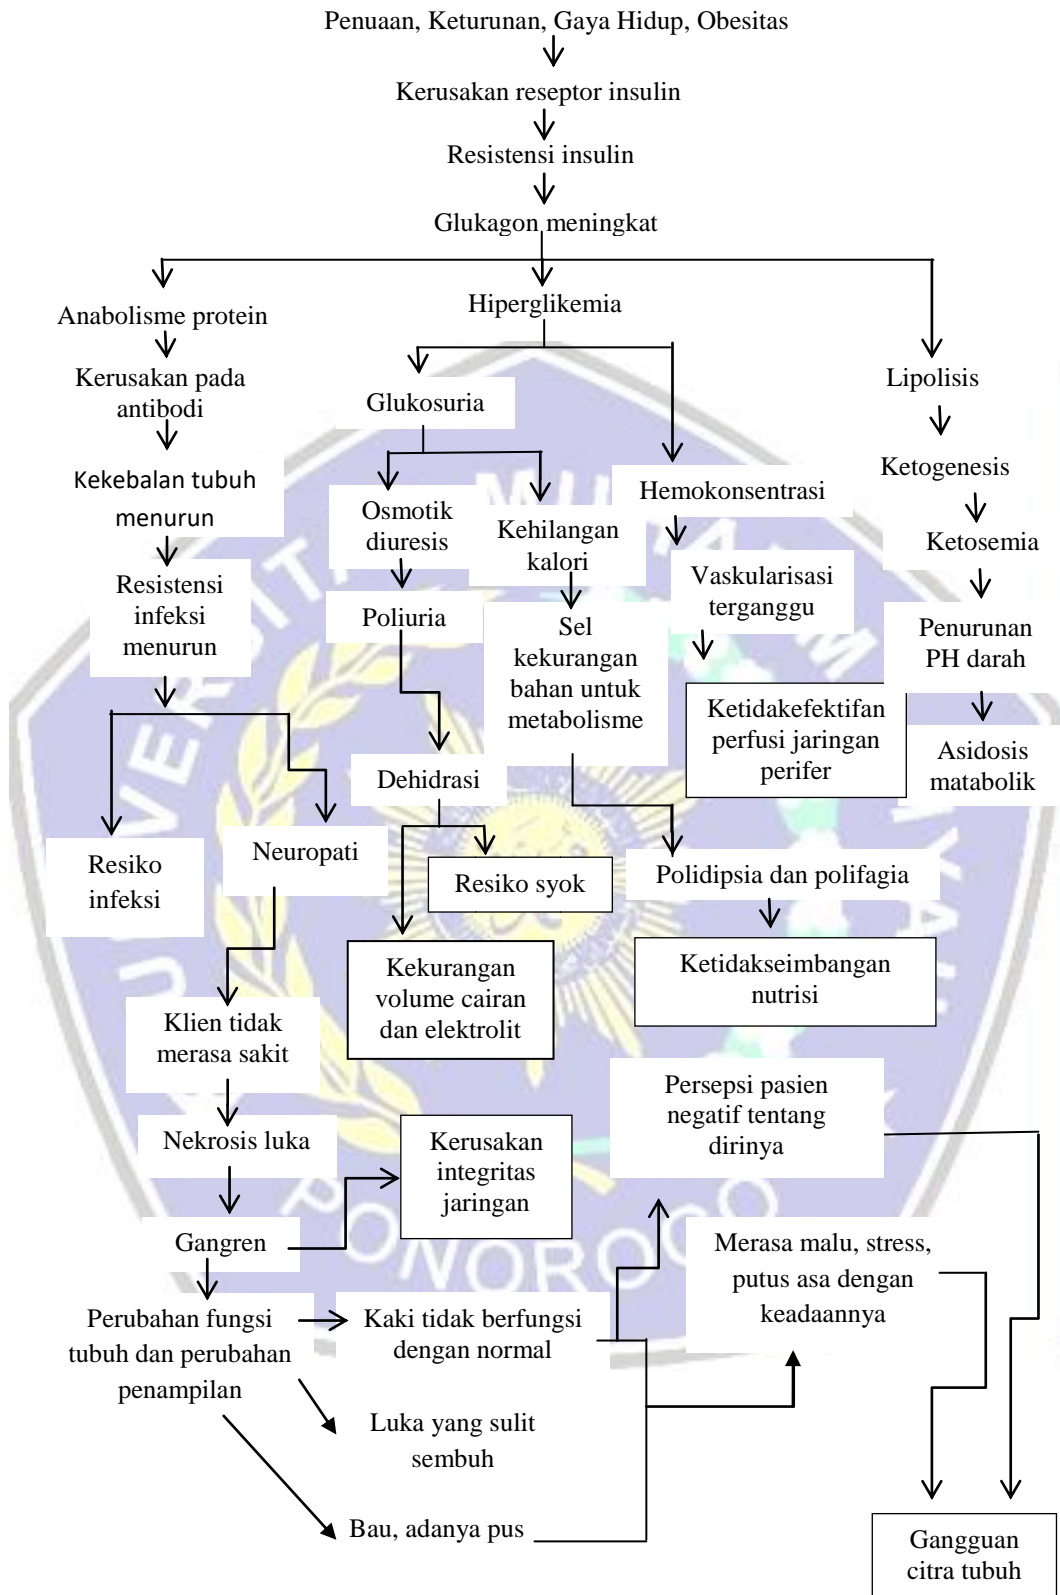 Penuaan, Keturunan, Gaya Hidup, Obesitas
Kerusakan reseptor insulin
Resistensi insulin
Glukagon meningkat
Anabolisme protein
Kerusakan pada
antibodi
Kekebalan tubuh
menurun
Resistensi
infeksi
menurun
Resiko
infeksi
Neuropati
Klien tidak
merasa sakit
Nekrosis luka
Gangren
Kerusakan
integritas
jaringan
Perubahan fungsi
tubuh dan perubahan
penampilan
Kaki tidak berfungsi
dengan normal
Luka yang sulit
sembuh
Bau, adanya pus
Hiperglikemia
Glukosuria
Osmotik
diuresis
Poliuria
Dehidrasi
Resiko syok
Kekurangan
volume cairan
dan elektrolit
Kehilangan
kalori
Sel
kekurangan
bahan untuk
metabolisme
Polidipsia dan polifagia
Ketidakseimbangan
nutrisi
Hemokonsentrasi
Vaskularisasi
terganggu
Ketidakefektifan
perfusi jaringan
perifer
Lipolisis
Ketogenesis
Ketosemia
Penurunan
PH darah
Asidosis
matabolik
Persepsi pasien
negatif tentang
dirinya
Merasa malu, stress,
putus asa dengan
keadaannya
Gangguan
citra tubuh
PONOROGO